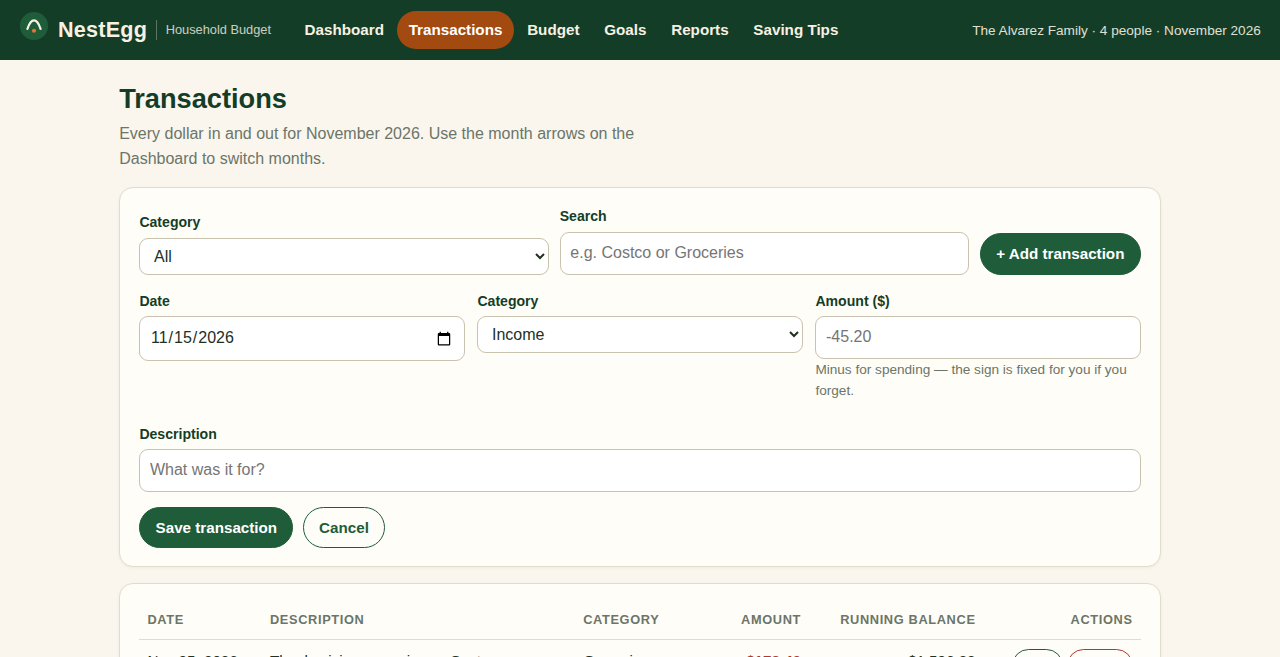 NestEgg Household Budget Dashboard Transactions Budget Goals Reports Saving Tips The Alvarez Family · 4 people · November 2026
Transactions
Every dollar in and out for November 2026. Use the month arrows on the
Dashboard to switch months.
Category Search
All e.g. Costco or Groceries + Add transaction
Date Category Amount ($)
11/15/2026 Income -45.20
Minus for spending — the sign is fixed for you if you
forget.
Description
What was it for?
Save transaction Cancel
DATE DESCRIPTION CATEGORY AMOUNT RUNNING BALANCE ACTIONS